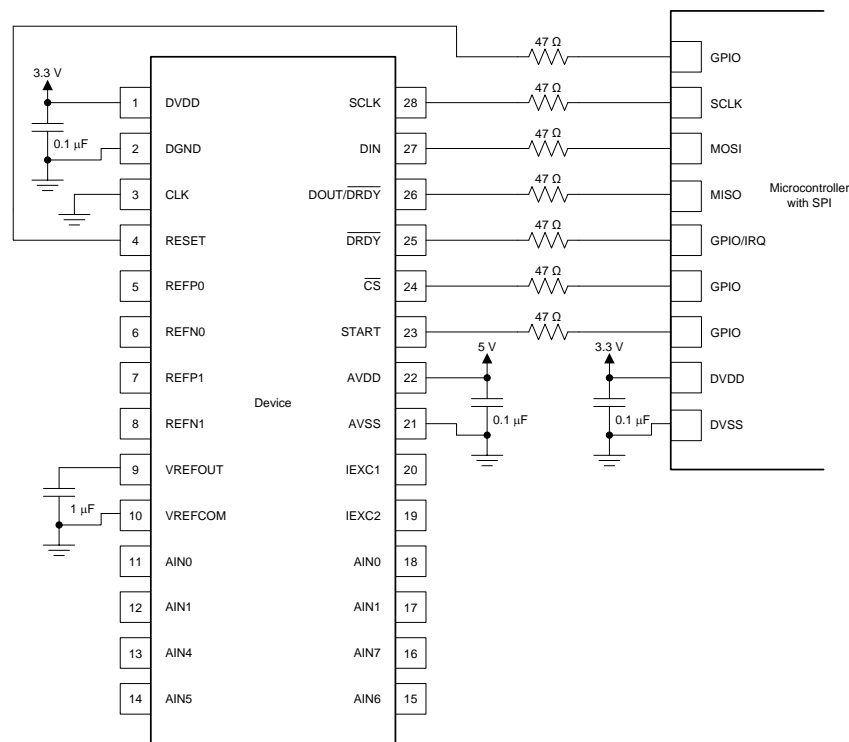 47 Ω
GPIO
3.3 V
47 Ω
1 DVDD SCLK 28 SCLK
0.1 μF
47 Ω
2 DGND DIN 27 MOSI
47 Ω
3 CLK DOUT/DRDY 26 MISO
Microcontroller
with SPI
47 Ω
4 RESET DRDY 25 GPIO/IRQ
47 Ω
5 REFP0 CS 24 GPIO
47 Ω
6 REFN0 START 23 GPIO
5 V 3.3 V
7 REFP1 AVDD 22 DVDD
Device
8 REFN1 AVSS 21 0.1 μF 0.1 μF DVSS
9 VREFOUT IEXC1 20
1 μF
10 VREFCOM IEXC2 19
11 AIN0 AIN0 18
12 AIN1 AIN1 17
13 AIN4 AIN7 16
14 AIN5 AIN6 15